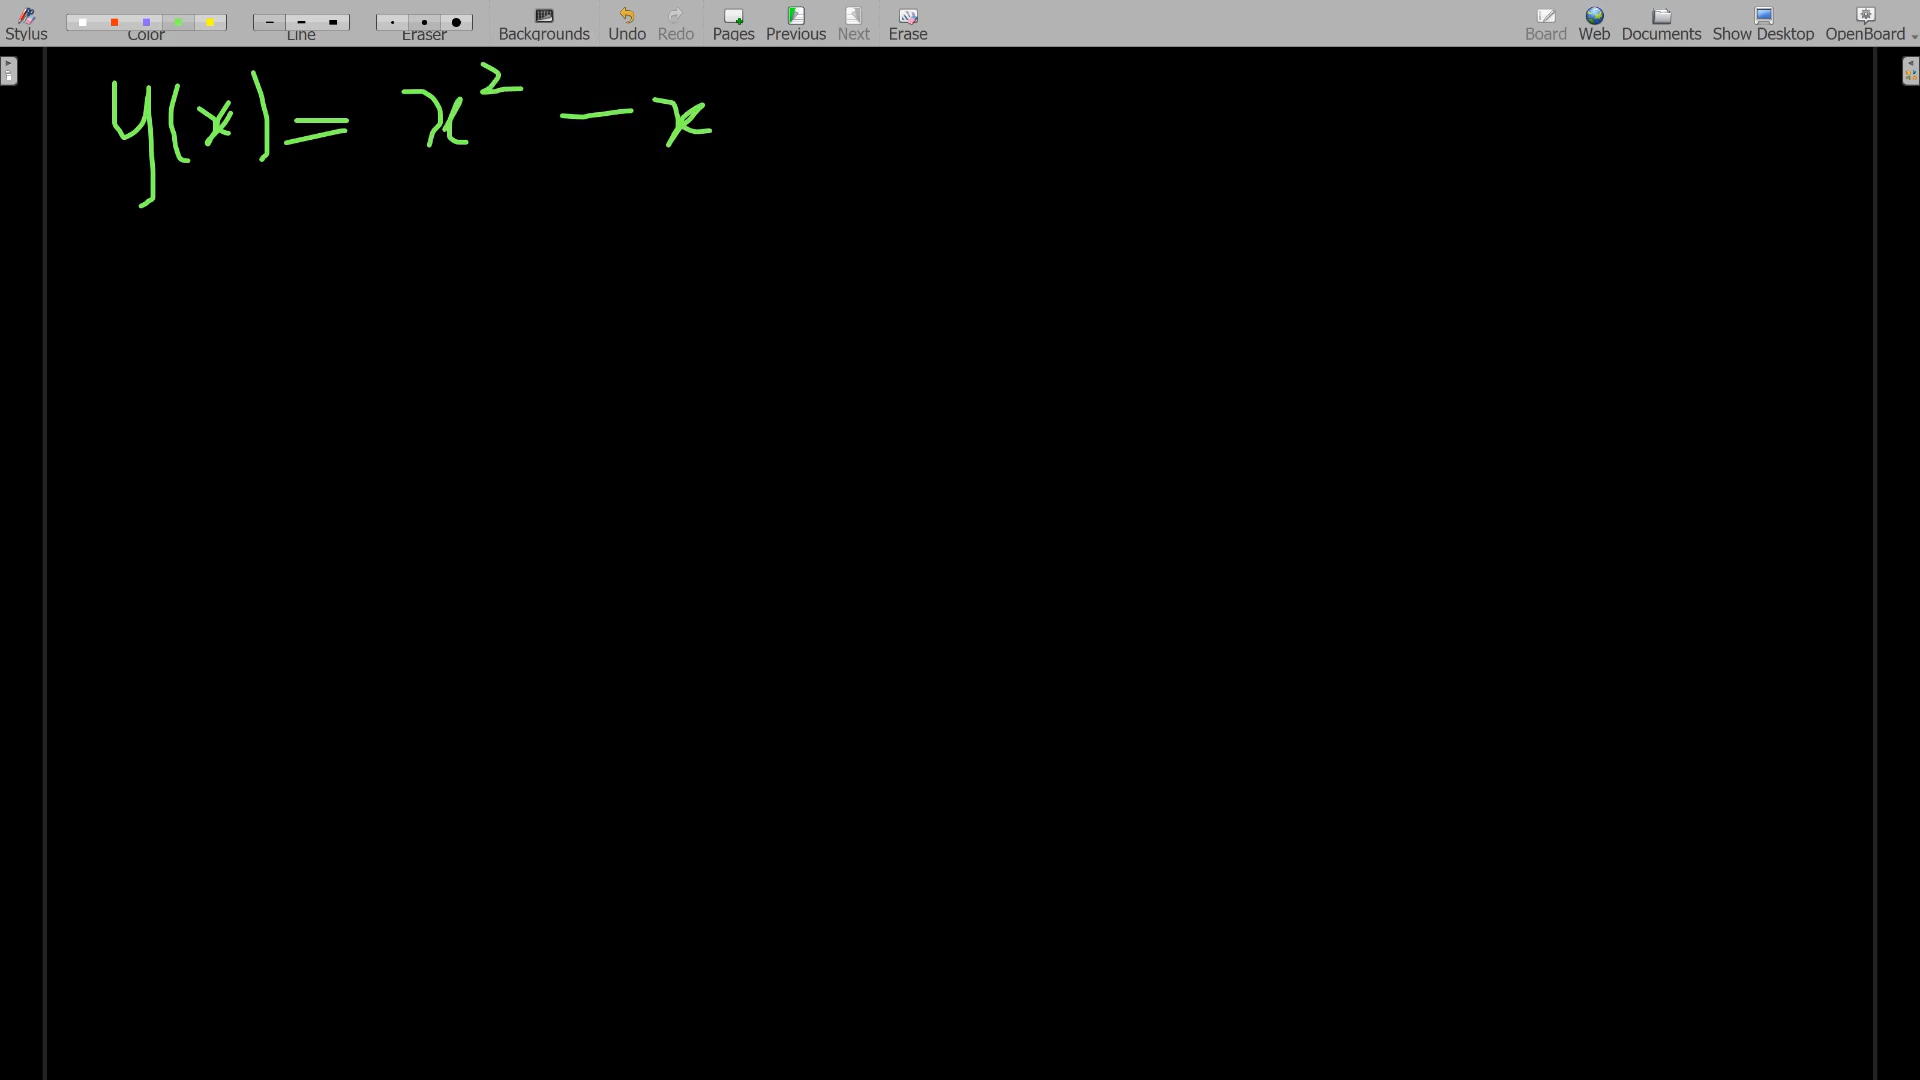 Stylus Color Line Eraser Backgrounds Undo Redo Pages Previous Next Erase Board Web Documents Show Desktop OpenBoard
y(x) = x² - x